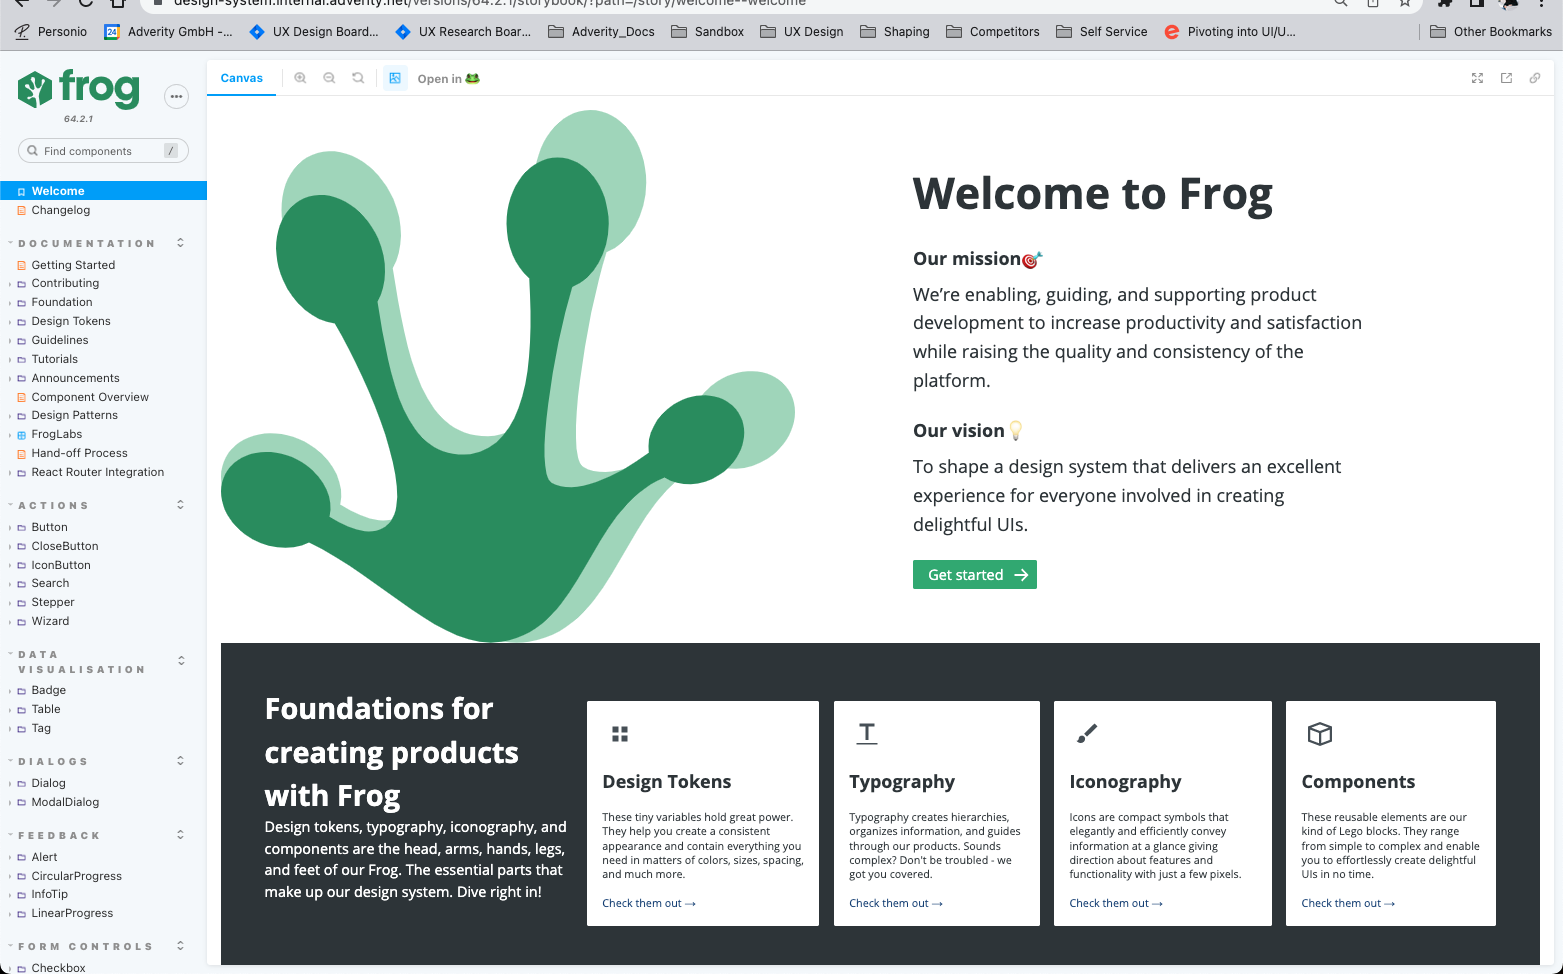 design-system.internal.adverity.net/versions/64.2.1/storybook/?path=/story/welcome--welcome
Personio
24
Adverity GmbH -...
UX Design Board...
UX Research Boar...
Adverity_Docs
Sandbox
UX Design
Shaping
Competitors
Self Service
Pivoting into UI/U...
Other Bookmarks
frog
64.2.1
Find components
/
Welcome
Changelog
DOCUMENTATION
Getting Started
Contributing
Foundation
Design Tokens
Guidelines
Tutorials
Announcements
Component Overview
Design Patterns
FrogLabs
Hand-off Process
React Router Integration
ACTIONS
Button
CloseButton
IconButton
Search
Stepper
Wizard
DATA
VISUALISATION
Badge
Table
Tag
DIALOGS
Dialog
ModalDialog
FEEDBACK
Alert
CircularProgress
InfoTip
LinearProgress
FORM CONTROLS
Checkbox
Canvas
Open in 🐸
Welcome to Frog
Our mission🎯
We’re enabling, guiding, and supporting product
development to increase productivity and satisfaction
while raising the quality and consistency of the
platform.
Our vision💡
To shape a design system that delivers an excellent
experience for everyone involved in creating
delightful UIs.
Get started →
Foundations for
creating products
with Frog
Design tokens, typography, iconography, and
components are the head, arms, hands, legs,
and feet of our Frog. The essential parts that
make up our design system. Dive right in!
Design Tokens
These tiny variables hold great power.
They help you create a consistent
appearance and contain everything you
need in matters of colors, sizes, spacing,
and much more.
Check them out →
Typography
Typography creates hierarchies,
organizes information, and guides
through our products. Sounds
complex? Don't be troubled - we
got you covered.
Check them out →
Iconography
Icons are compact symbols that
elegantly and efficiently convey
information at a glance giving
direction about features and
functionality with just a few pixels.
Check them out →
Components
These reusable elements are our
kind of Lego blocks. They range
from simple to complex and enable
you to effortlessly create delightful
UIs in no time.
Check them out →